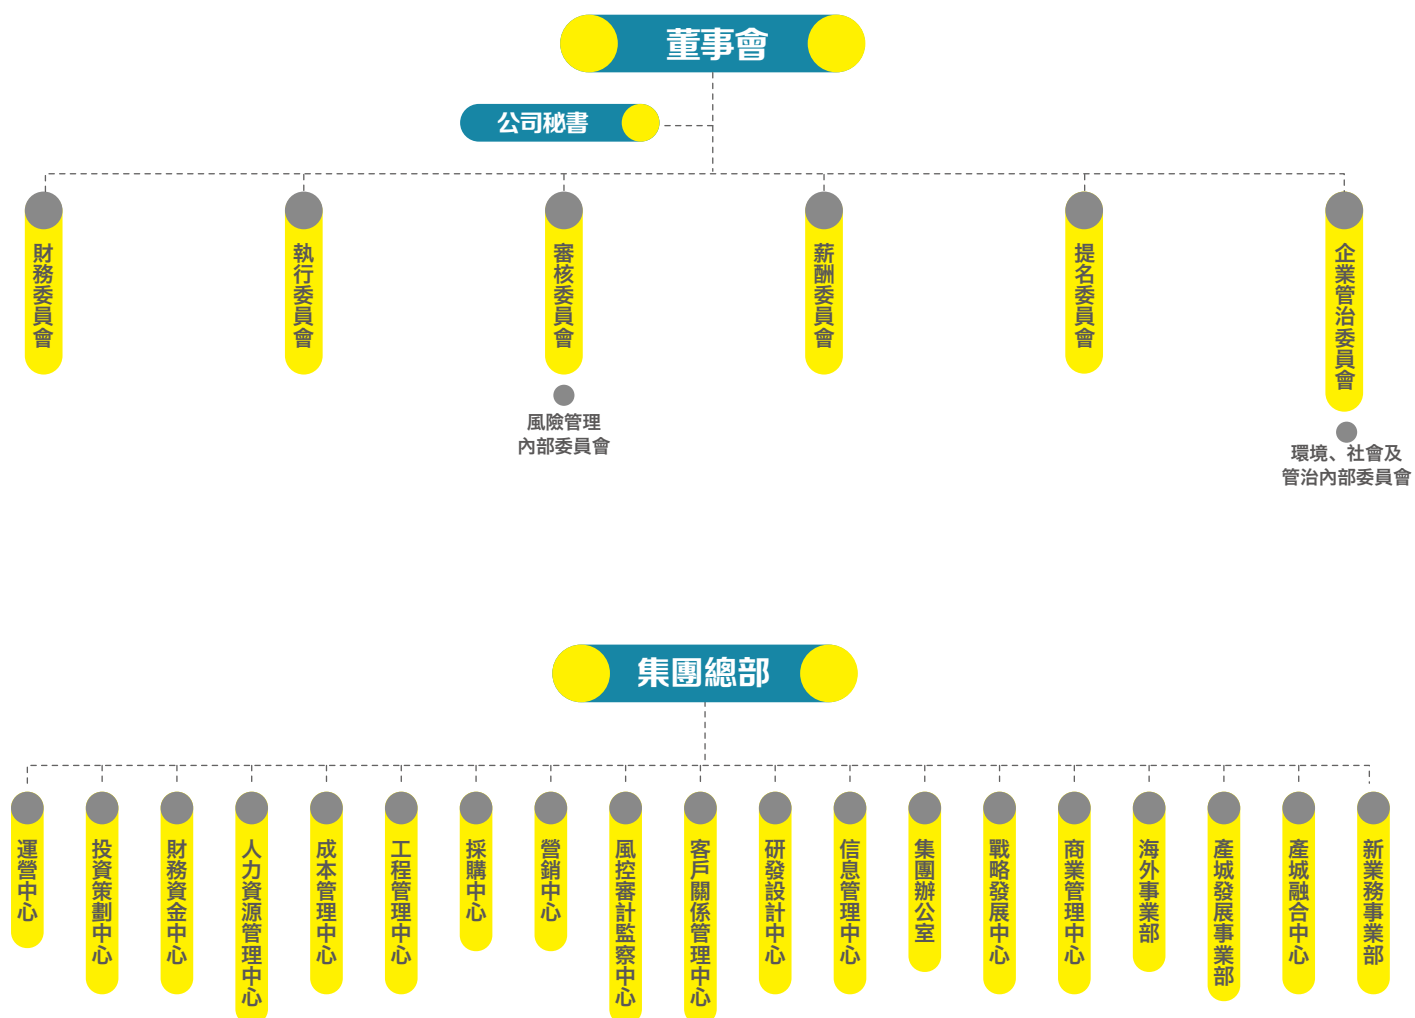 董事會
公司秘書
財務委員會
執行委員會
審核委員會
薪酬委員會
提名委員會
企業管治委員會
風險管理
內部委員會
環境、社會及
管治內部委員會
集團總部
運營中心
投資策劃中心
財務資金中心
人力資源管理中心
成本管理中心
工程管理中心
採購中心
營銷中心
風控審計監察中心
客戶關係管理中心
研發設計中心
信息管理中心
集團辦公室
戰略發展中心
商業管理中心
海外事業部
產城發展事業部
產城融合中心
新業務事業部